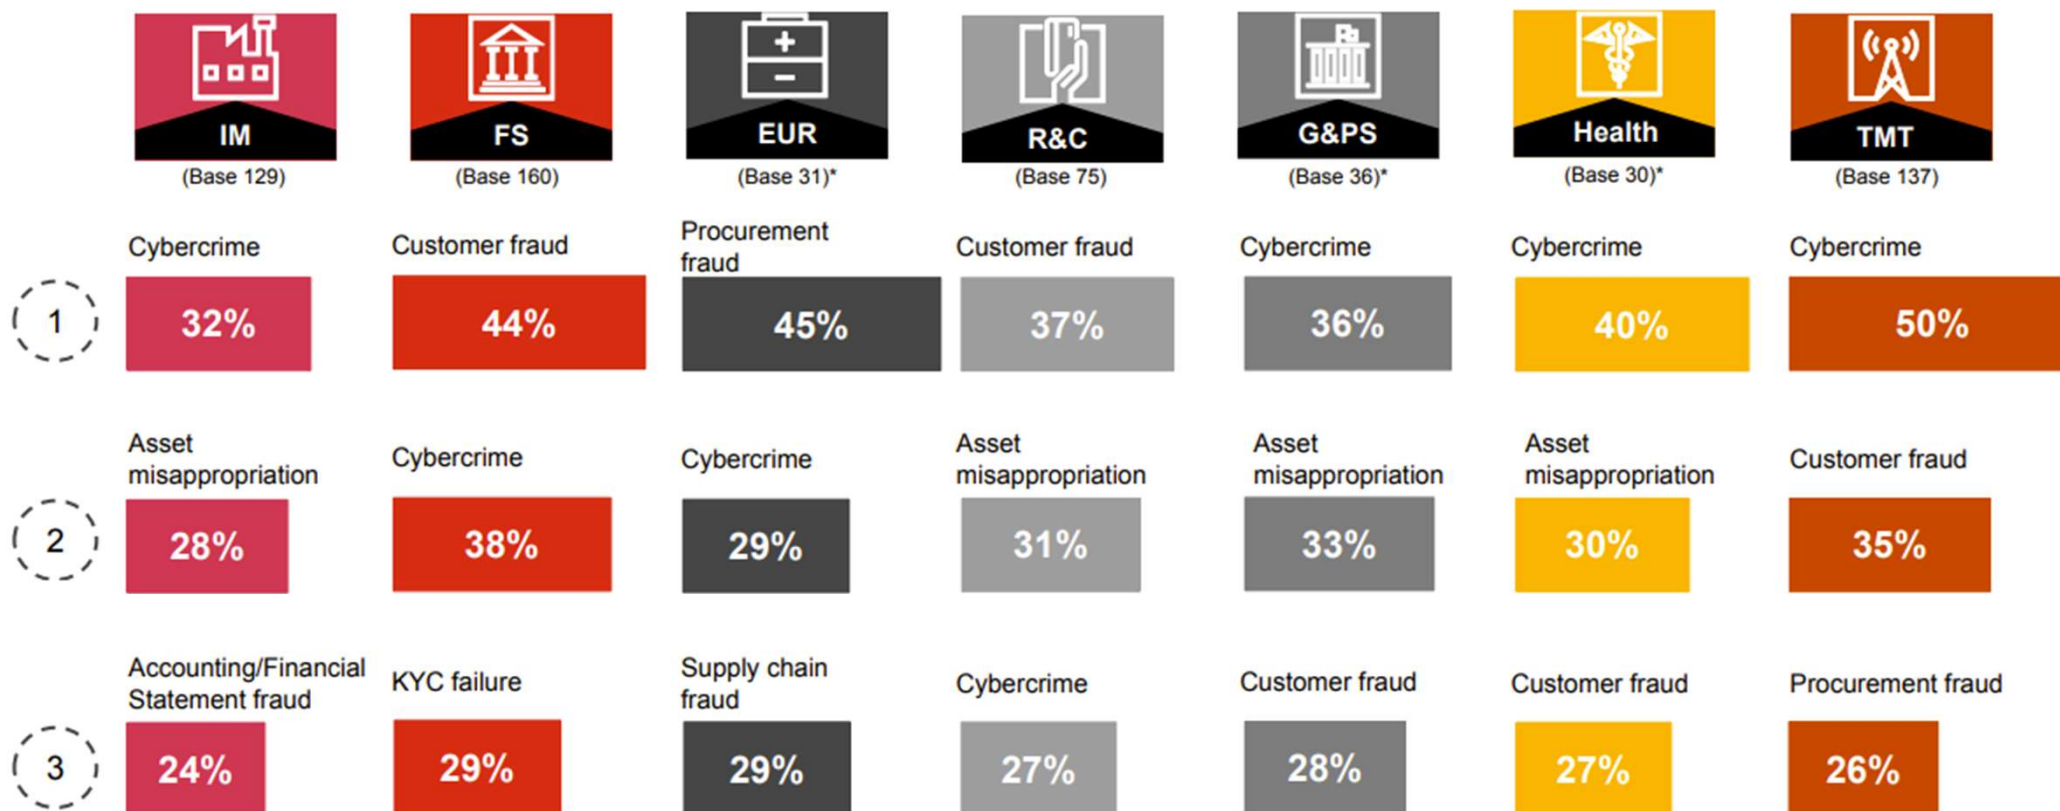 IM
FS
EUR
R&C
G&PS
Health
TMT
(Base 129)
(Base 160)
(Base 31)*
(Base 75)
(Base 36)*
(Base 30)*
(Base 137)
1
Cybercrime
32%
Customer fraud
44%
Procurement
fraud
45%
Customer fraud
37%
Cybercrime
36%
Cybercrime
40%
Cybercrime
50%
2
Asset
misappropriation
28%
Cybercrime
38%
Cybercrime
29%
Asset
misappropriation
31%
Asset
misappropriation
33%
Asset
misappropriation
30%
Customer fraud
35%
3
Accounting/Financial
Statement fraud
24%
KYC failure
29%
Supply chain
fraud
29%
Cybercrime
27%
Customer fraud
28%
Customer fraud
27%
Procurement fraud
26%